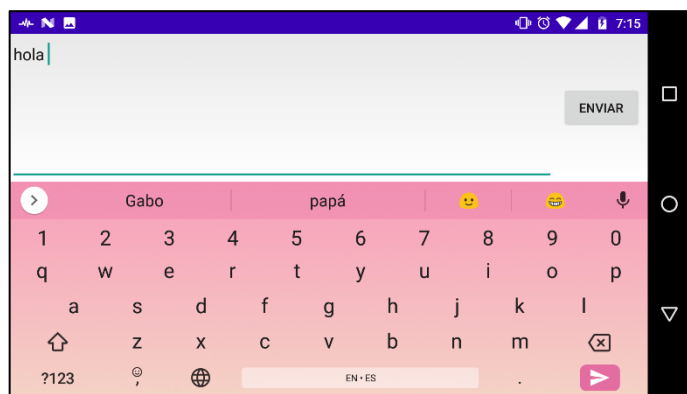 7:15
hola
ENVIAR
Gabo papá
1 2 3 4 5 6 7 8 9 0
q w e r t y u i o p
a s d f g h j k l
z x c v b n m
?123 , EN • ES .